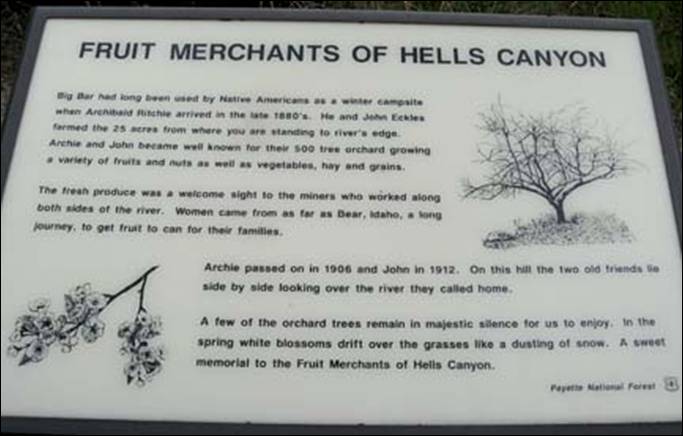 FRUIT MERCHANTS OF HELLS CANYON
Big Bar had long been used by Native Americans as a winter campsite
when Archibald Ritchie arrived in the late 1880's. He and John Eckles
farmed the 25 acres from where you are standing to river's edge.
Archie and John became well known for their 500 tree orchard growing
a variety of fruits and nuts as well as vegetables, hay and grains.
The fresh produce was a welcome sight to the miners who worked along
both sides of the river. Women came from as far as Bear, Idaho, a long
journey, to get fruit to can for their families.
Archie passed on in 1906 and John in 1912. On this hill the two old friends lie
side by side looking over the river they called home.
A few of the orchard trees remain in majestic silence for us to enjoy. In the
spring white blossoms drift over the grasses like a dusting of snow. A sweet
memorial to the Fruit Merchants of Hells Canyon.
Payette National Forest